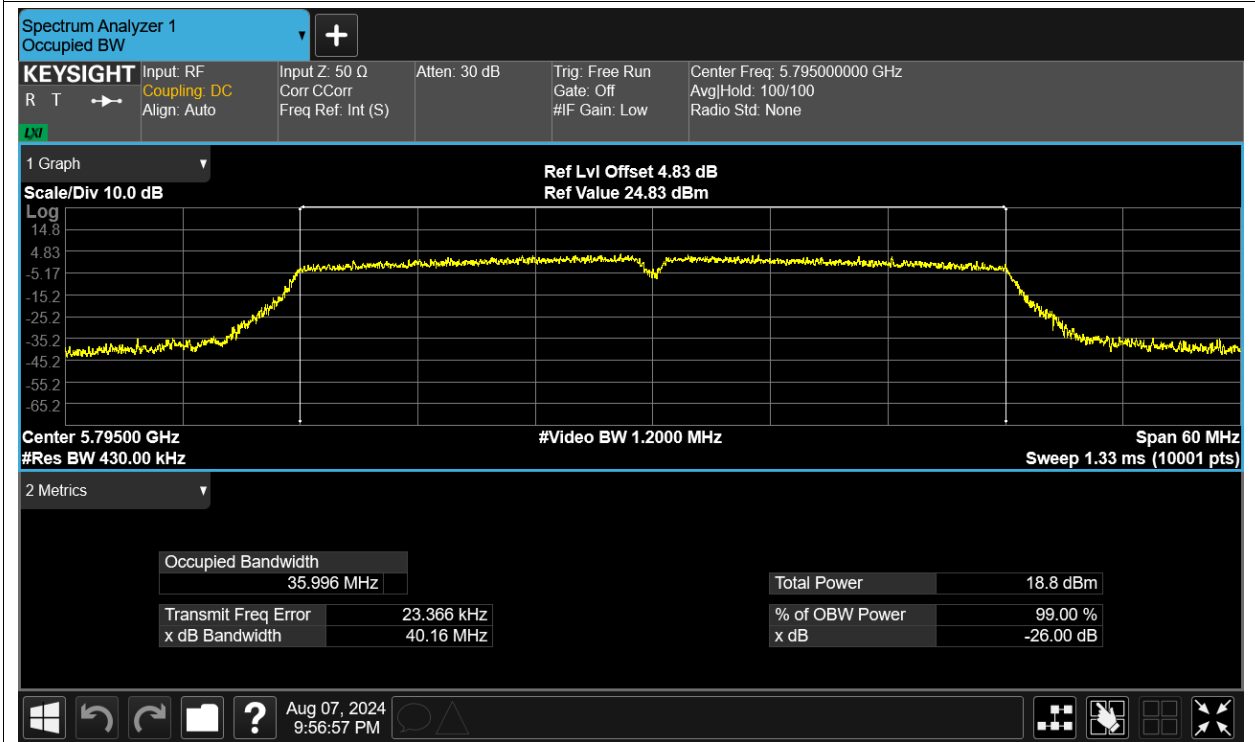 Spectrum Analyzer 1
Occupied BW
KEYSIGHT
R T
LXI
Input: RF
Coupling: DC
Align: Auto
Input Z: 50 Ω
Corr CCorr
Freq Ref: Int (S)
Atten: 30 dB
Trig: Free Run
Gate: Off
#IF Gain: Low
Center Freq: 5.795000000 GHz
Avg|Hold: 100/100
Radio Std: None
1 Graph
Scale/Div 10.0 dB
Ref Lvl Offset 4.83 dB
Ref Value 24.83 dBm
Log
14.8
4.83
-5.17
-15.2
-25.2
-35.2
-45.2
-55.2
-65.2
Center 5.79500 GHz
#Res BW 430.00 kHz
#Video BW 1.2000 MHz
Span 60 MHz
Sweep 1.33 ms (10001 pts)
2 Metrics
Occupied Bandwidth
35.996 MHz
Transmit Freq Error 23.366 kHz
x dB Bandwidth 40.16 MHz
Total Power 18.8 dBm
% of OBW Power 99.00 %
x dB -26.00 dB
?
Aug 07, 2024
9:56:57 PM